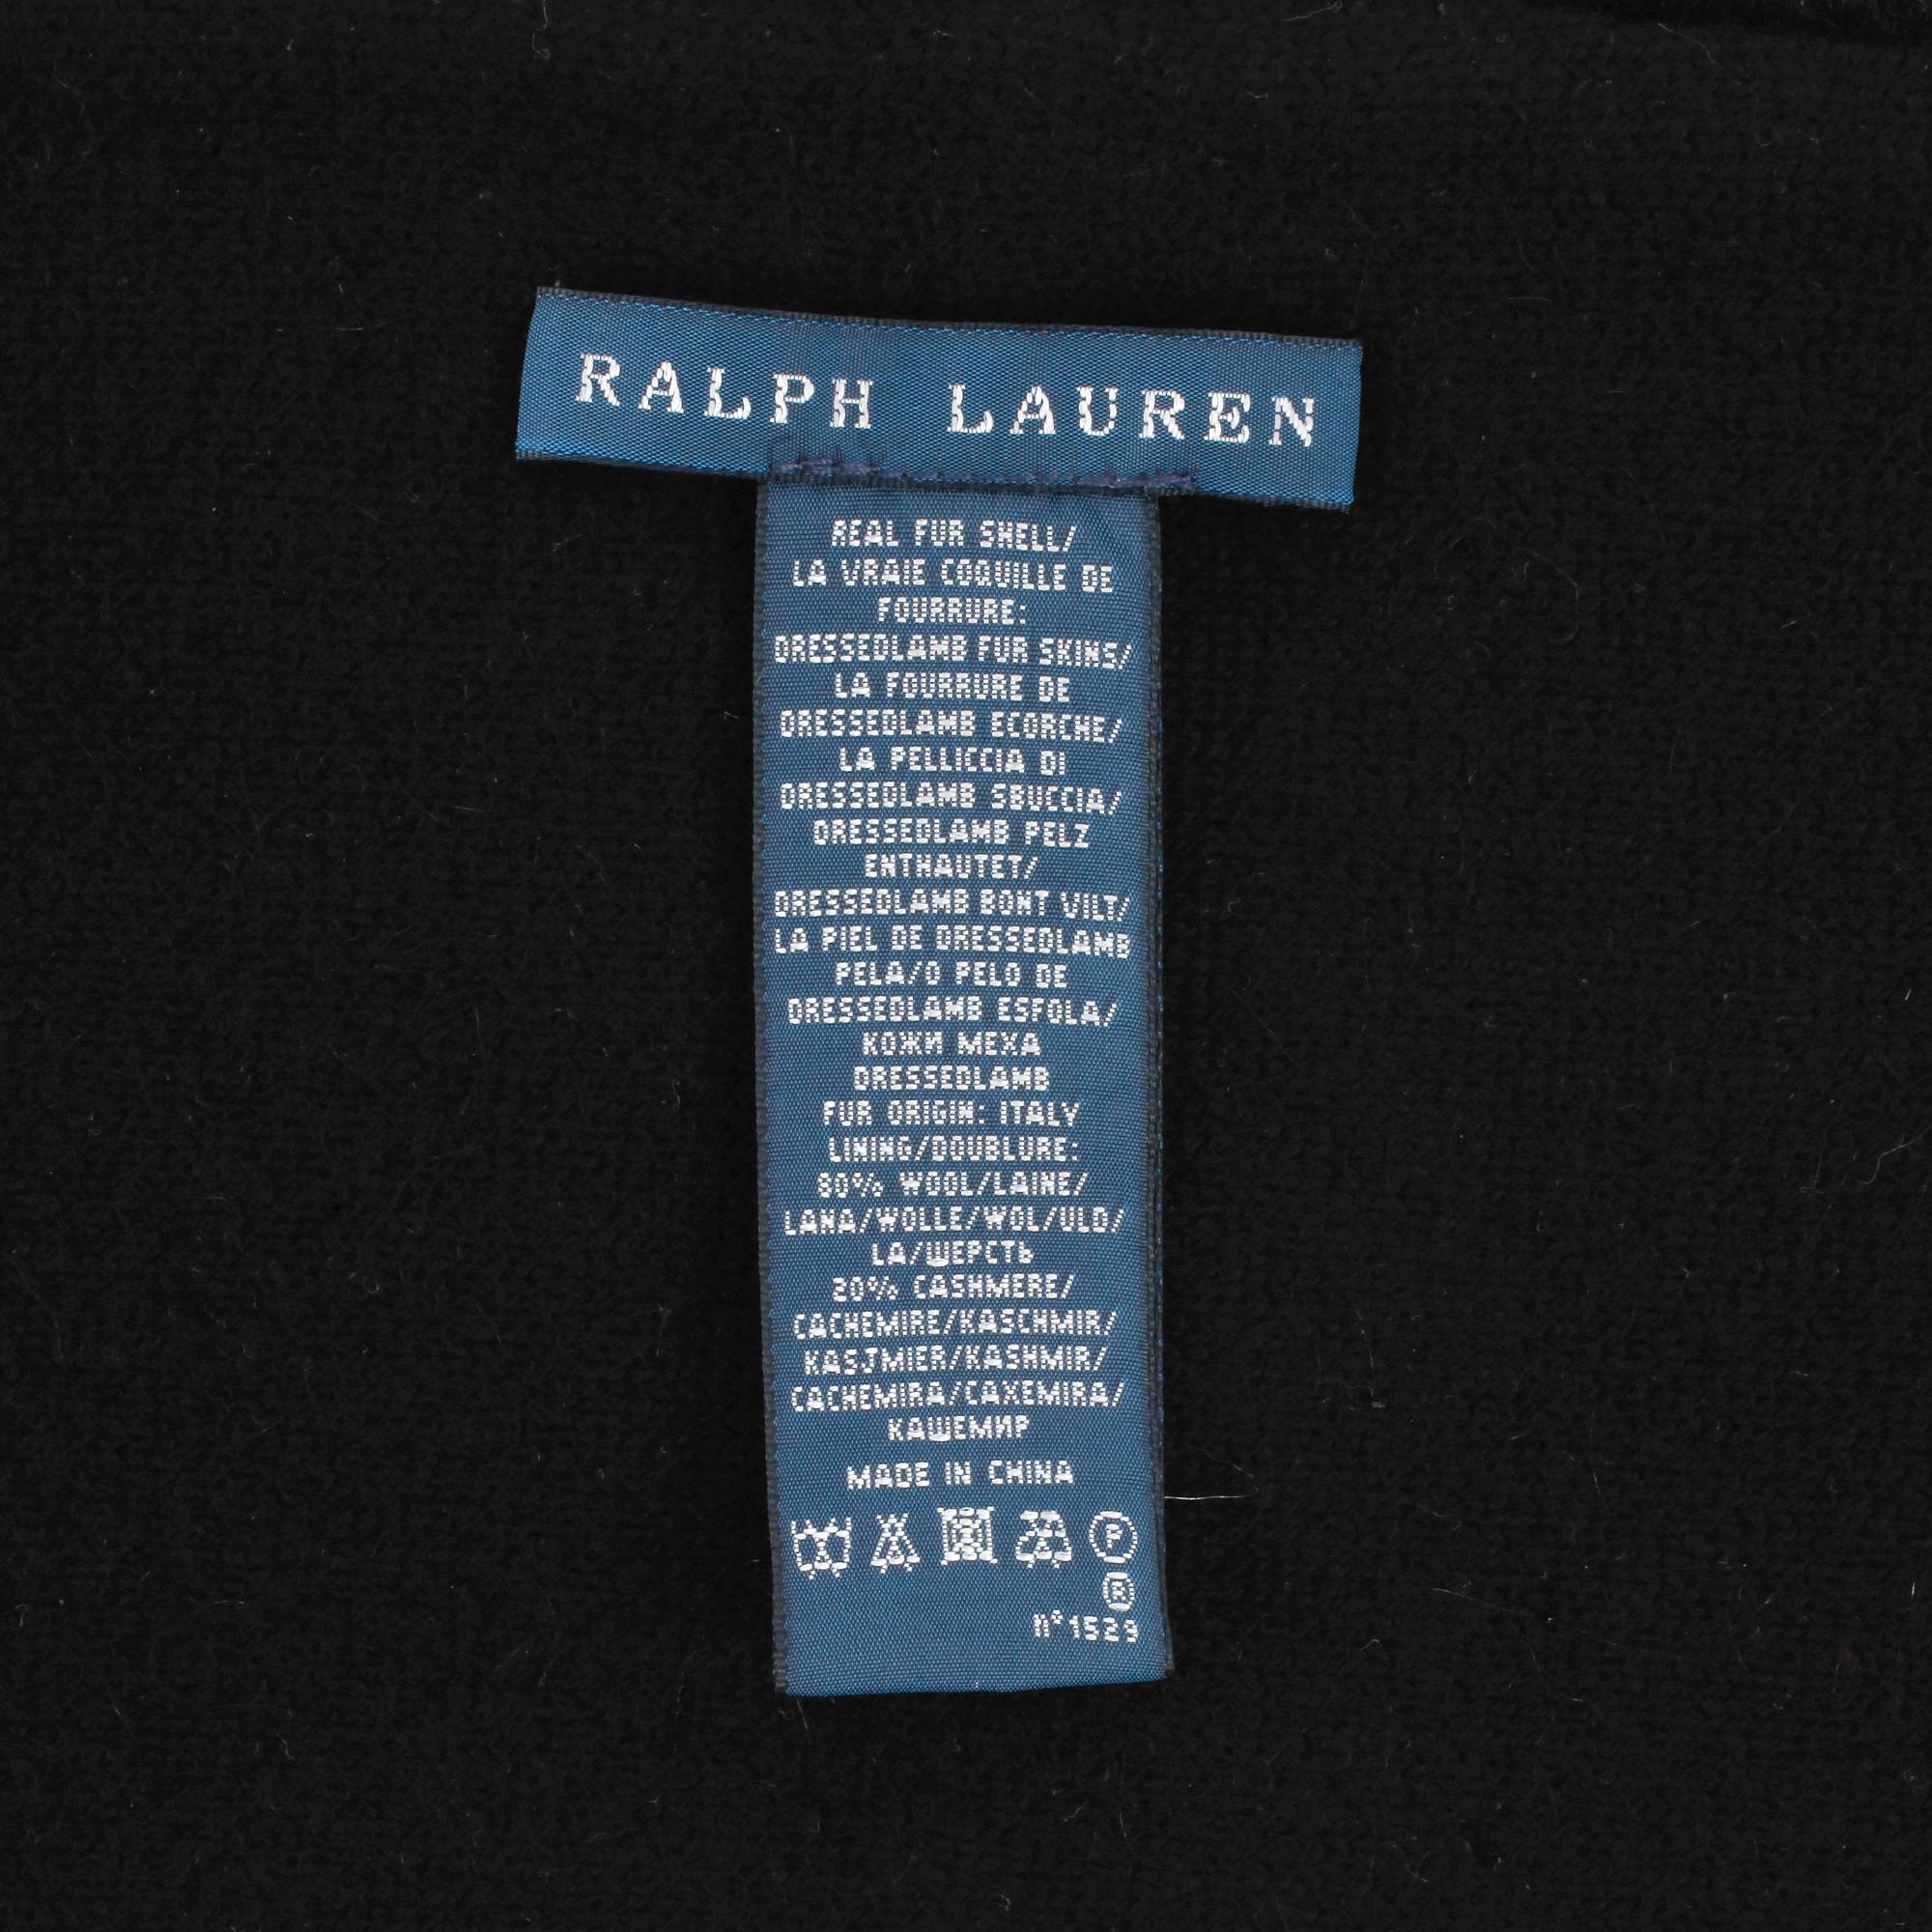 RALPH LAUREN
REAL FUR SHELL/
LA VRAIE COQUILLE DE
FOURRURE:
DRESSEDLAMB FUR SKINS/
LA FOURRURE DE
DRESSEDLAMB ECORCHE/
LA PELLICCIA DI
DRESSEDLAMB SBUCCIA/
DRESSEDLAMB PELZ
ENTHAUTET/
DRESSEDLAMB BONT VILT/
LA PIEL DE DRESSEDLAMB
PELA/O PELO DE
DRESSEDLAMB ESFOLA/
КОЖИ МЕХА
DRESSEDLAMB
FUR ORIGIN: ITALY
LINING/DOUBLURE:
80% WOOL/LAINE/
LANA/WOLLE/WOL/ULD/
LA/ШЕРСТЬ
20% CASHMERE/
CACHEMIRE/KASCHMIR/
KASJMIER/KASHMIR/
CACHEMIRA/CAXEMIRA/
КАШЕМИР
MADE IN CHINA
P
®
n°1529